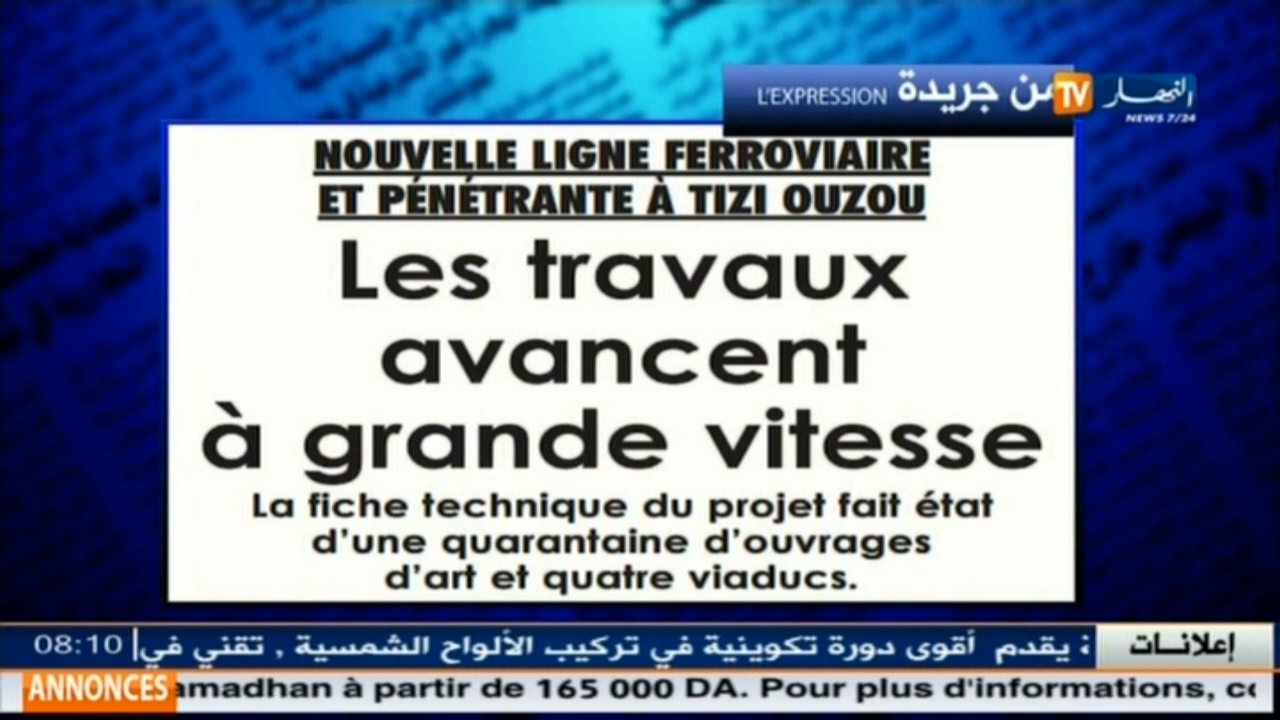 L'EXPRESSION من جريدة
TV النهار
NEWS 7/24
NOUVELLE LIGNE FERROVIAIRE
ET PÉNÉTRANTE À TIZI OUZOU
Les travaux
avancent
à grande vitesse
La fiche technique du projet fait état
d'une quarantaine d'ouvrages
d'art et quatre viaducs.
إعلانات ة يقدم أقوى دورة تكوينية في تركيب الألواح الشمسية , تقني في 08:10
ANNONCES amadhan à partir de 165 000 DA. Pour plus d'informations,